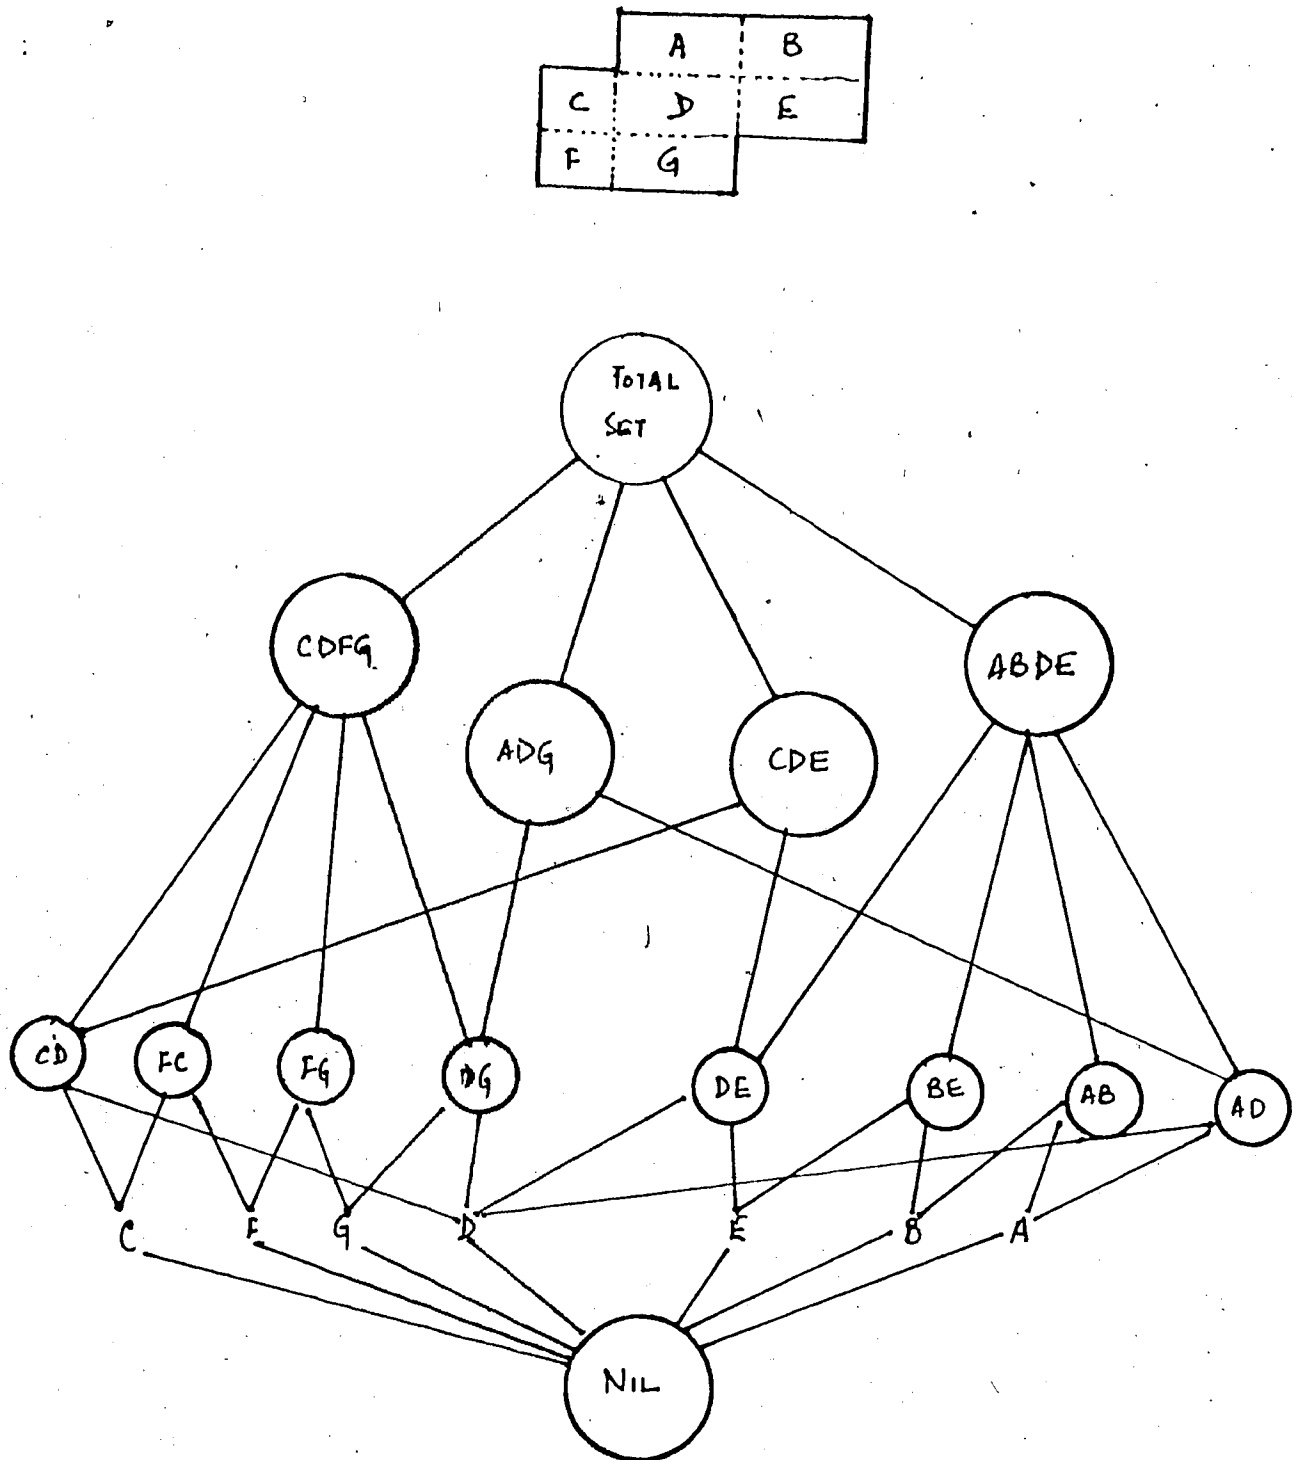 A B
C D E
F G
TOTAL
SET
CDFG
ADG
CDE
ABDE
CD FC FG DG DE BE AB AD
C F G D E B A
NIL